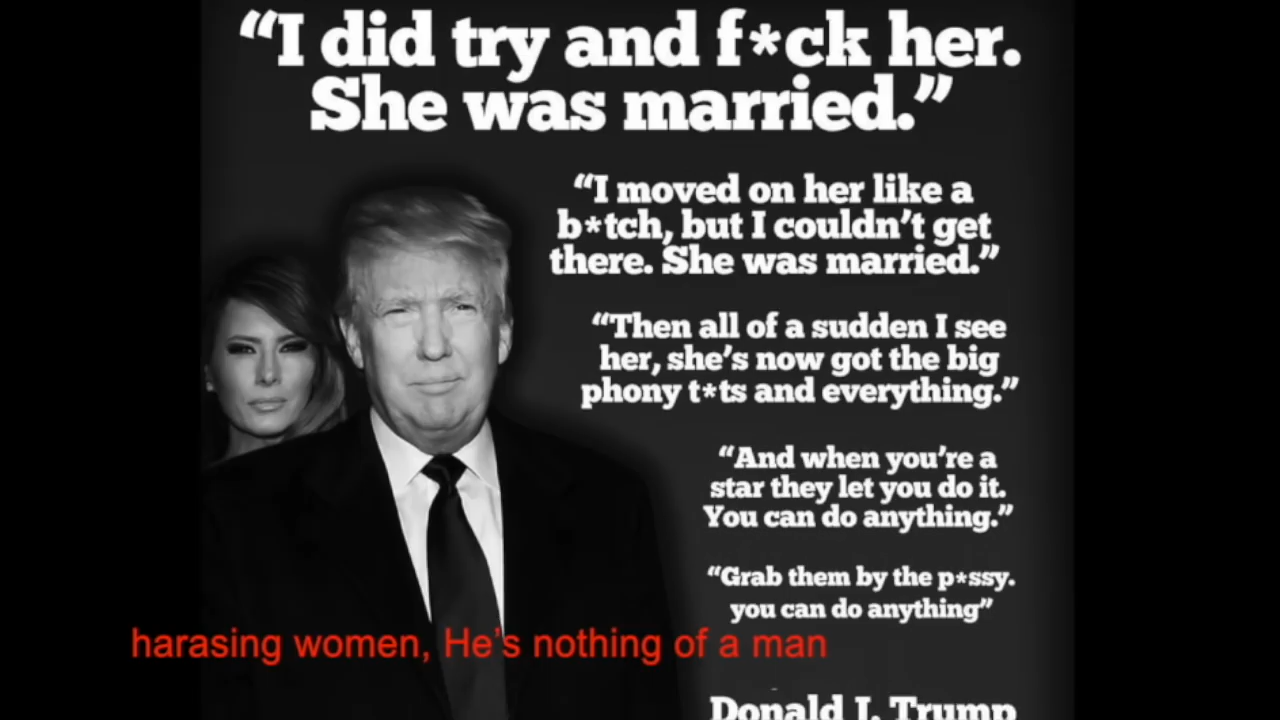 “I did try and f*ck her.
She was married.”
“I moved on her like a
b*tch, but I couldn’t get
there. She was married.”
“Then all of a sudden I see
her, she’s now got the big
phony t*ts and everything.”
“And when you’re a
star they let you do it.
You can do anything.”
“Grab them by the p*ssy.
you can do anything”
harasing women, He’s nothing of a man
Donald J. Trump